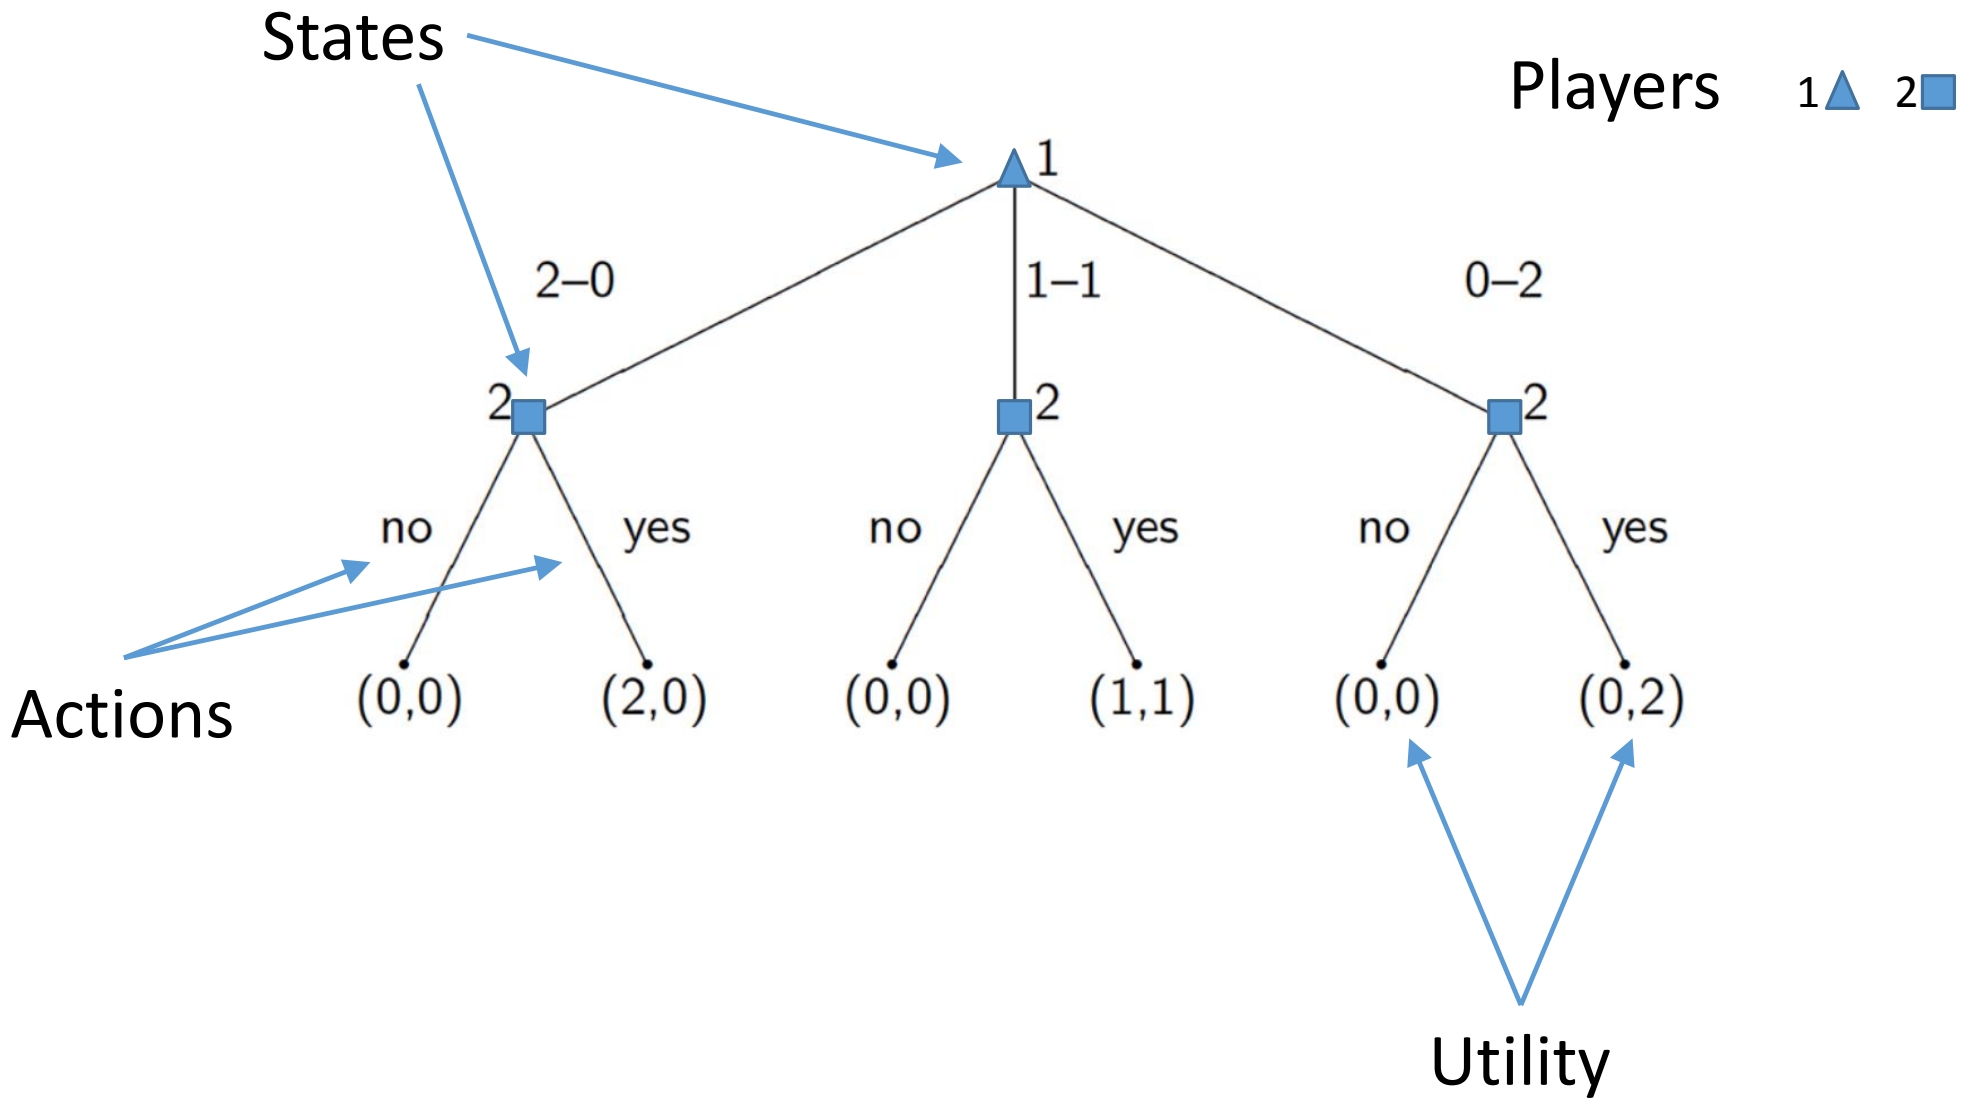 States
Players 1 2
1
2–0 1–1 0–2
2 2 2
no yes no yes no yes
(0,0) (2,0) (0,0) (1,1) (0,0) (0,2)
Actions
Utility